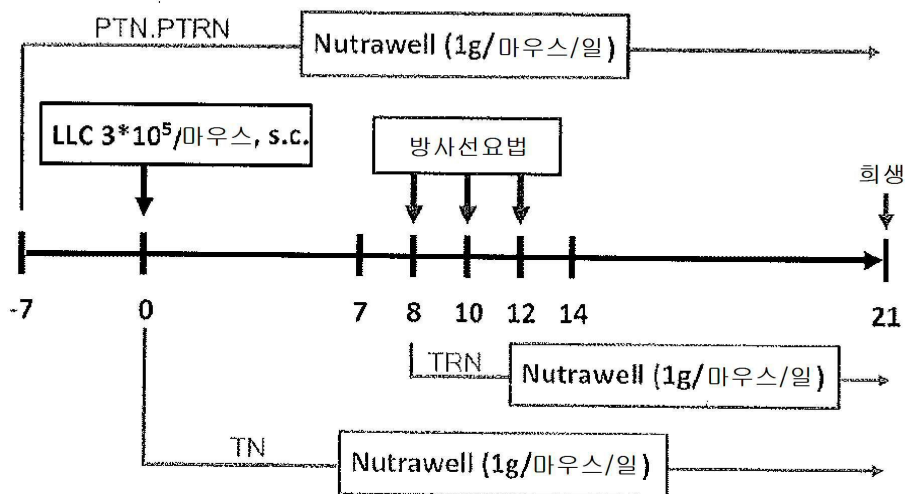 PTN.PTRN
Nutrawell (1g/마우스/일)
LLC 3*10⁵/마우스, s.c.
방사선요법
희생
-7 0 7 8 10 12 14 21
TRN
Nutrawell (1g/마우스/일)
TN
Nutrawell (1g/마우스/일)